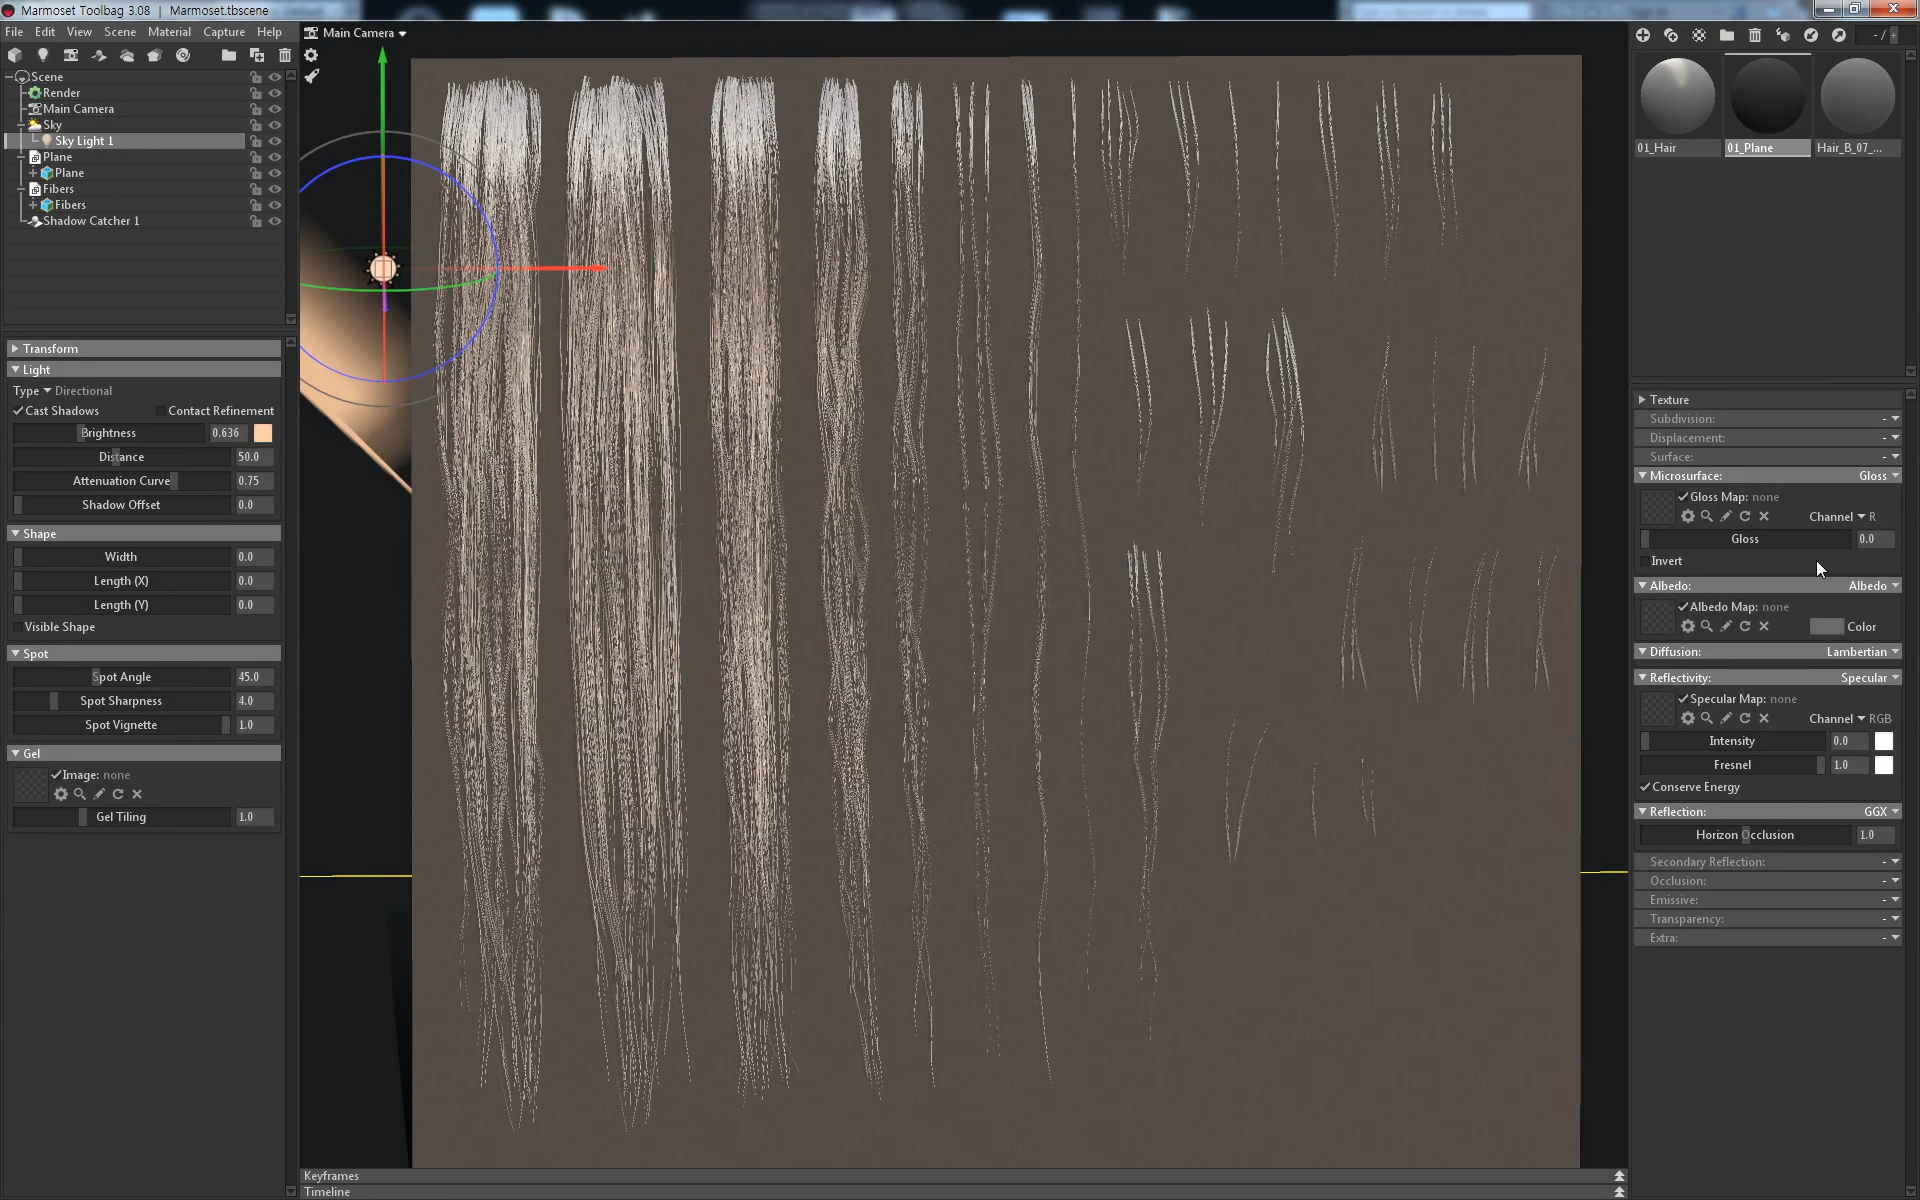 Marmoset Toolbag 3.08 | Marmoset.tbscene
File Edit View Scene Material Capture Help
Main Camera
- / +
Scene
Render
Main Camera
Sky
Sky Light 1
Plane
Plane
Fibers
Fibers
Shadow Catcher 1
Transform
Light
Type Directional
Cast Shadows Contact Refinement
Brightness 0.636
Distance 50.0
Attenuation Curve 0.75
Shadow Offset 0.0
Shape
Width 0.0
Length (X) 0.0
Length (Y) 0.0
Visible Shape
Spot
Spot Angle 45.0
Spot Sharpness 4.0
Spot Vignette 1.0
Gel
Image: none
Gel Tiling 1.0
Keyframes
Timeline
01_Hair 01_Plane Hair_B_07_...
Texture
Subdivision: -
Displacement: -
Surface: -
Microsurface: Gloss
Gloss Map: none
Channel R
Gloss 0.0
Invert
Albedo: Albedo
Albedo Map: none
Color
Diffusion: Lambertian
Reflectivity: Specular
Specular Map: none
Channel RGB
Intensity 0.0
Fresnel 1.0
Conserve Energy
Reflection: GGX
Horizon Occlusion 1.0
Secondary Reflection: -
Occlusion: -
Emissive: -
Transparency: -
Extra: -